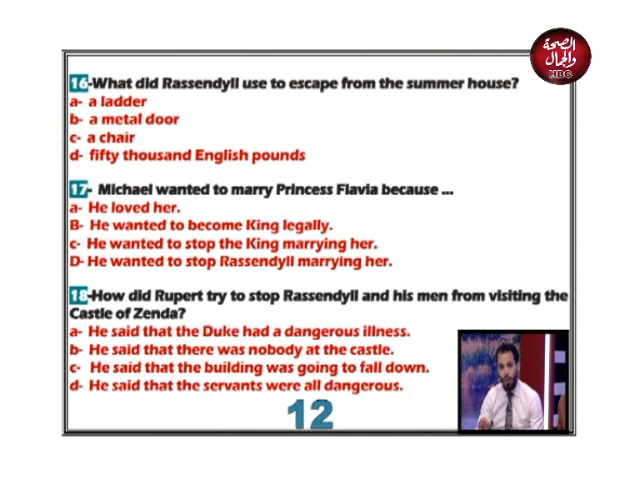 الصحة
والجمال
HBC
16-What did Rassendyll use to escape from the summer house?
a- a ladder
b- a metal door
c- a chair
d- fifty thousand English pounds
17- Michael wanted to marry Princess Flavia because ...
a- He loved her.
B- He wanted to become King legally.
c- He wanted to stop the King marrying her.
D- He wanted to stop Rassendyll marrying her.
18-How did Rupert try to stop Rassendyll and his men from visiting the
Castle of Zenda?
a- He said that the Duke had a dangerous illness.
b- He said that there was nobody at the castle.
c- He said that the building was going to fall down.
d- He said that the servants were all dangerous.
12